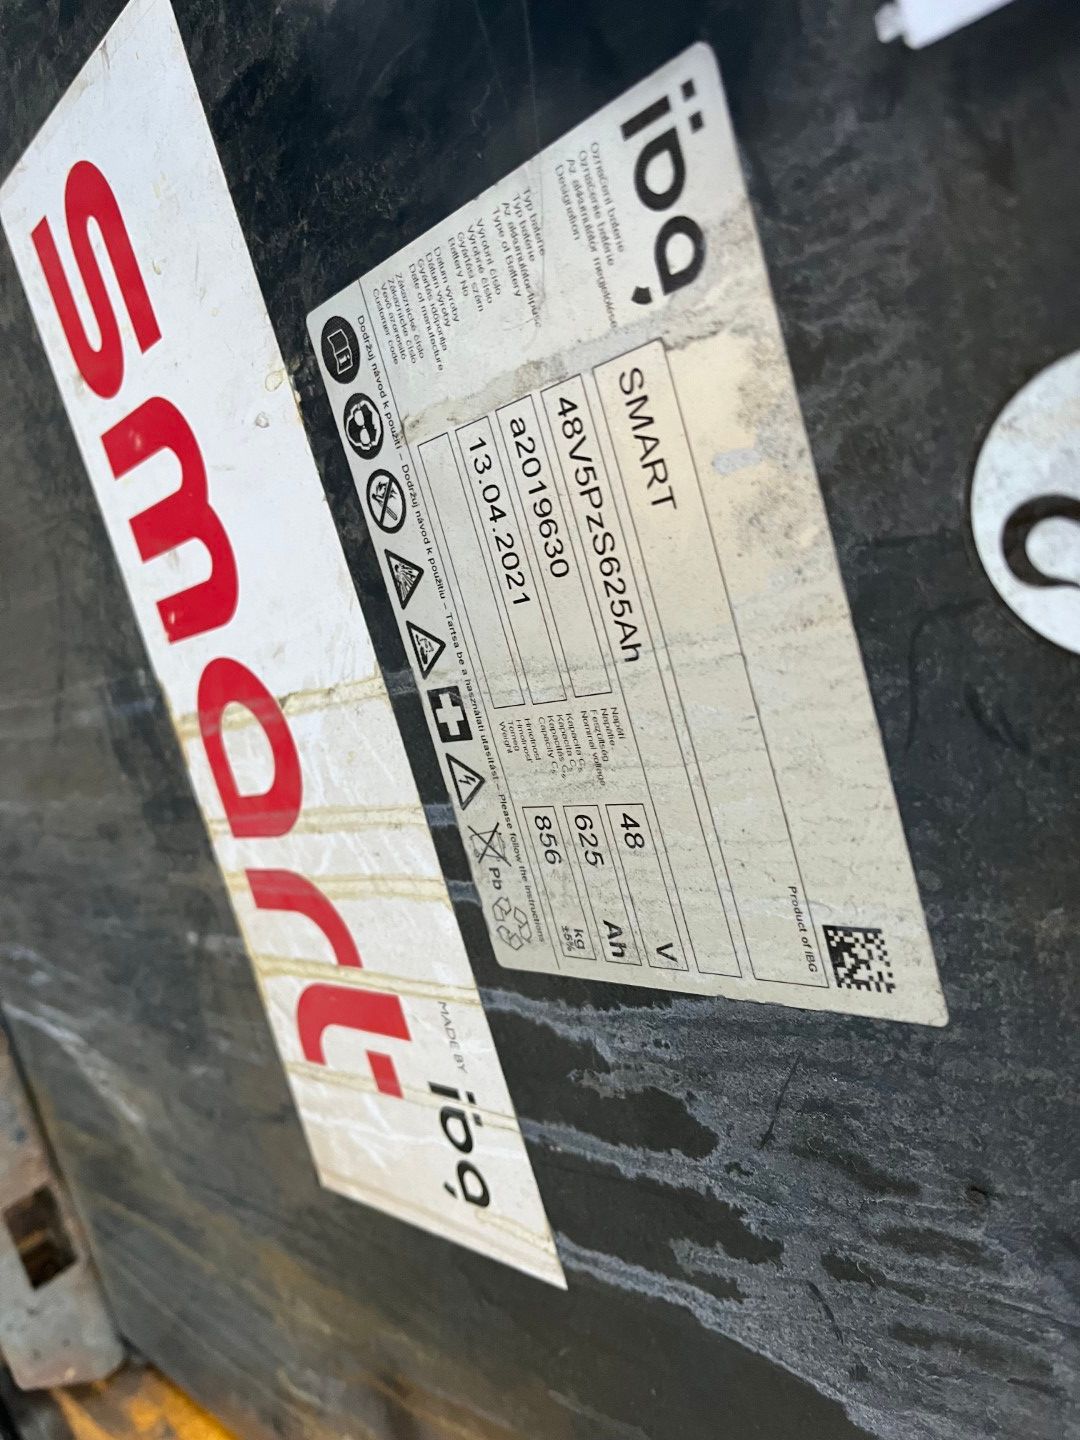 smart
MADE BY ibg
ibg
Označení baterie
Označenie batérie
Az akkumulátor megjelölése
Designation
SMART
Typ baterie
Typ batérie
Az akkumulátor típusa
Type of Battery
48V5PzS625Ah
Výrobní číslo
Výrobné číslo
Gyártási szám
Battery No
a2019630
Datum výroby
Dátum výroby
Gyártás időpontja
Date of manufacture
13.04.2021
Zákaznické číslo
Zákaznícke číslo
Vevő azonosító
Customer code
Napětí
Napätie
Feszültség
Nominal voltage
48 V
Kapacita C5
Kapacita C5
Kapacitás C5
Capacity C5
625 Ah
Hmotnost
Hmotnosť
Tömeg
Weight
856 kg ±5%
Product of IBG
Dodržuj návod k použití – Dodržuj návod k použitiu – Tartsa be a használati utasítást – Please follow the instructions
Pb